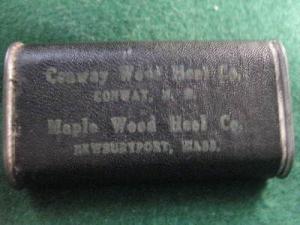 Conway Wood Heel Co.
CONWAY, N. H.
Maple Wood Heel Co.
NEWBURYPORT, MASS.